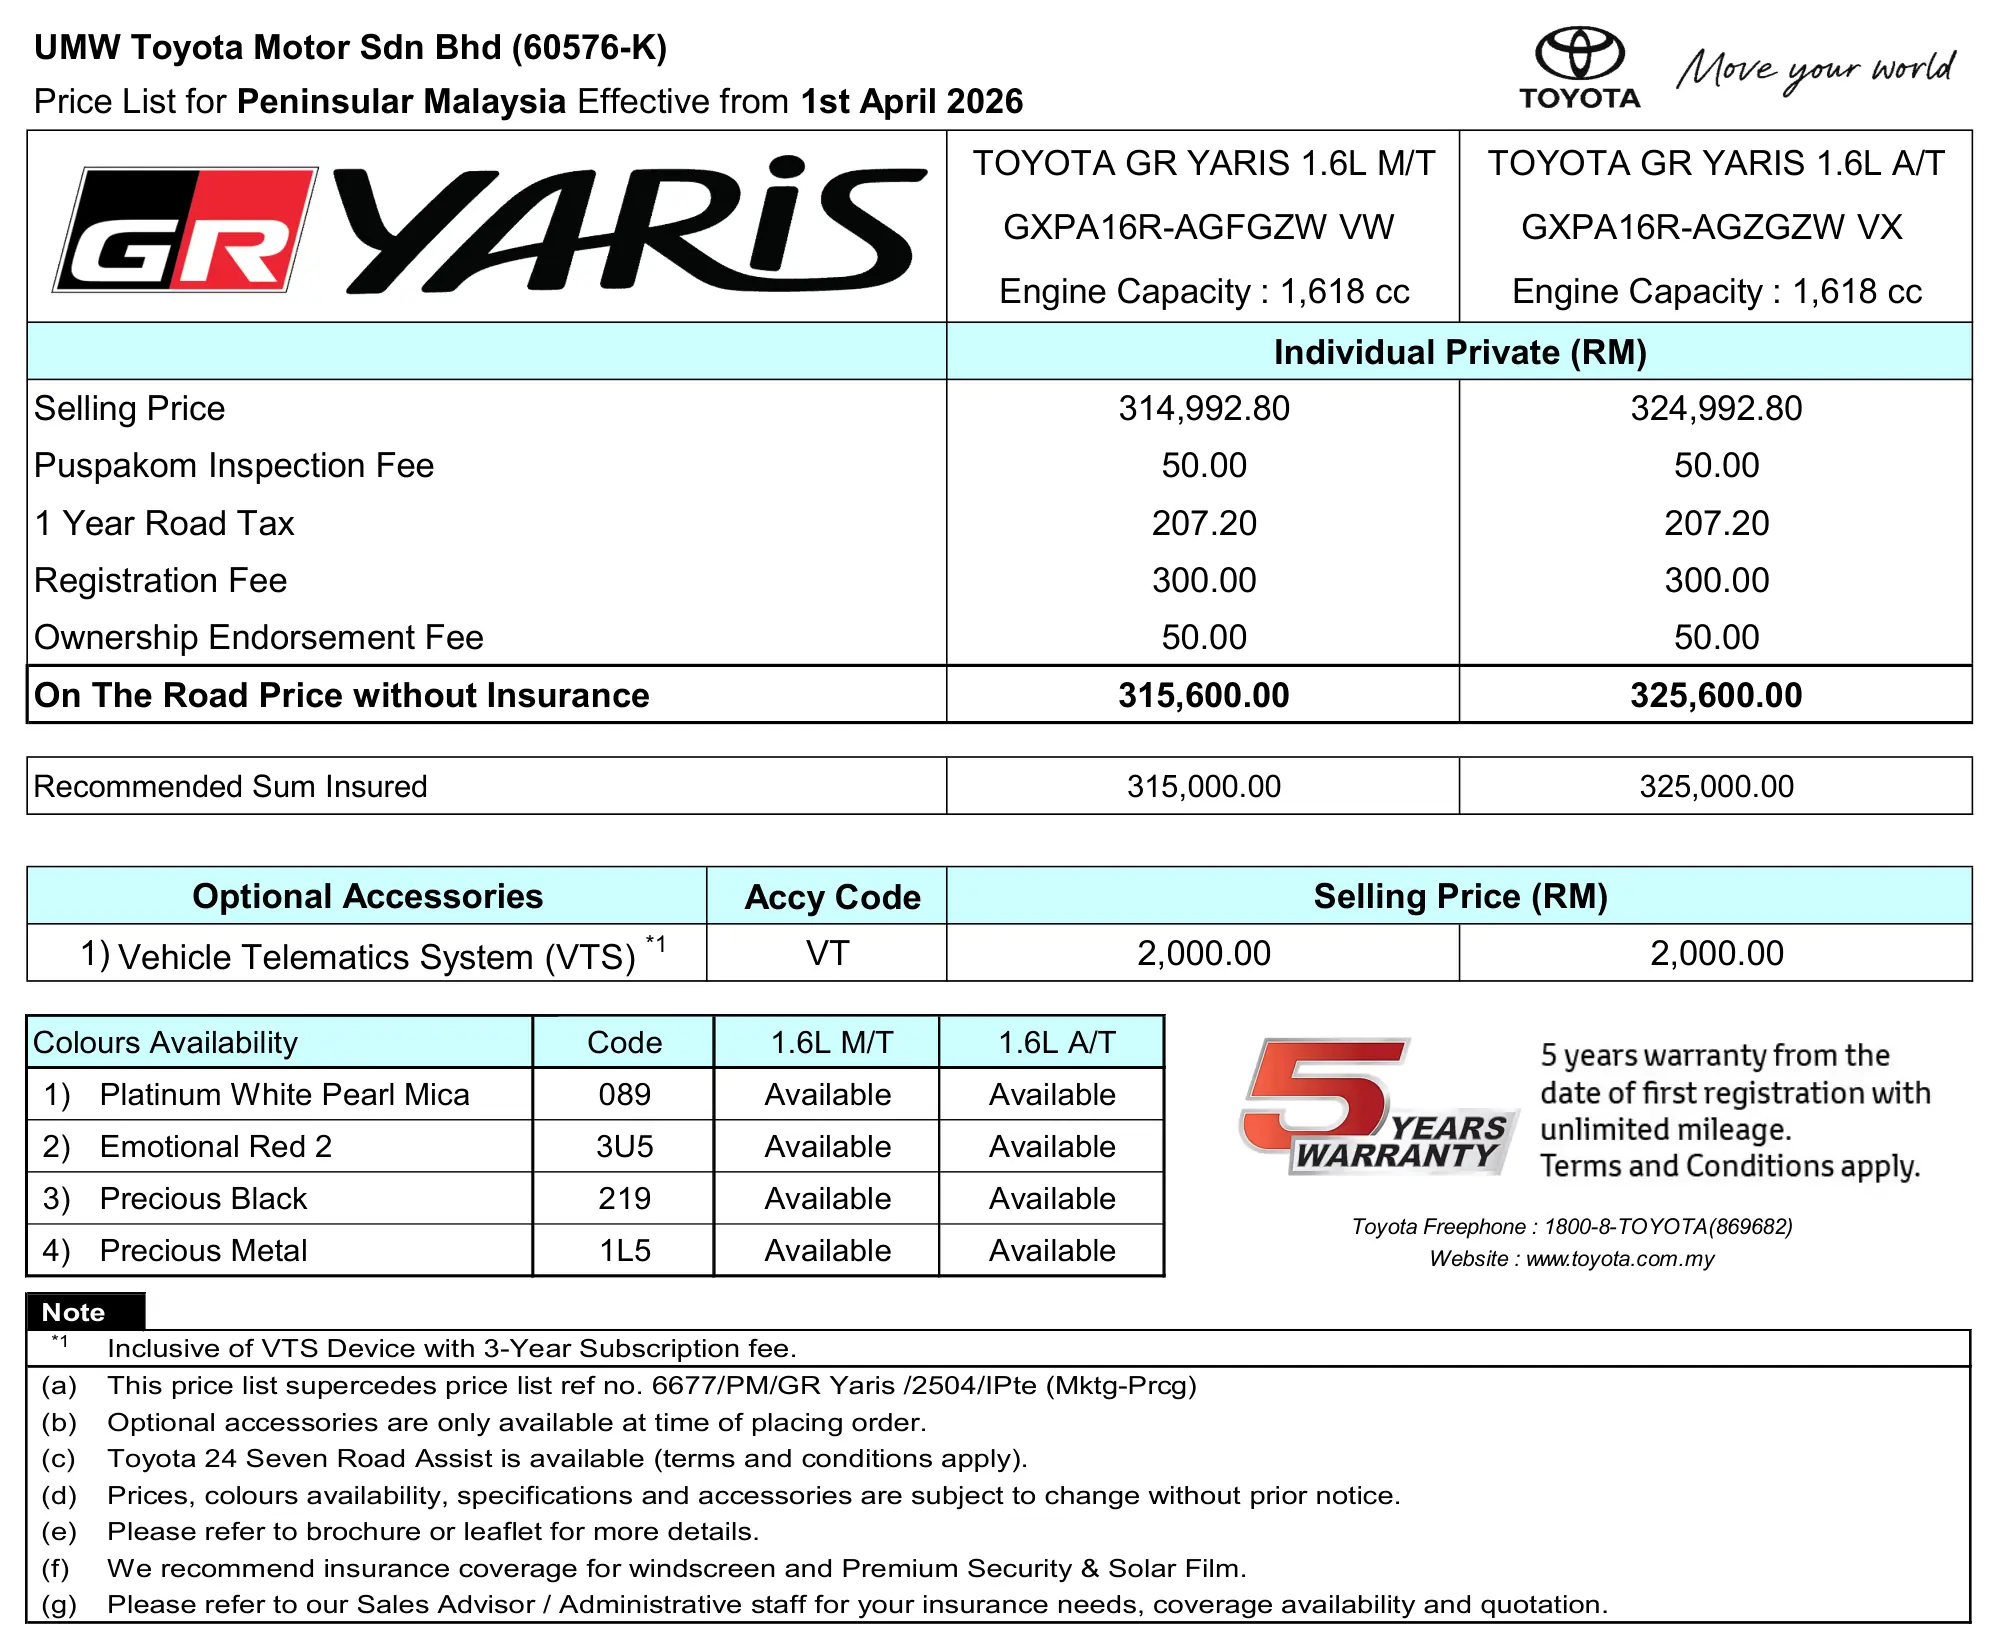 UMW Toyota Motor Sdn Bhd (60576-K)
Price List for Peninsular Malaysia Effective from 1st April 2026
TOYOTA
Move your world
GR YARIS
TOYOTA GR YARIS 1.6L M/T
GXPA16R-AGFGZW VW
Engine Capacity : 1,618 cc
TOYOTA GR YARIS 1.6L A/T
GXPA16R-AGZGZW VX
Engine Capacity : 1,618 cc
Individual Private (RM)
Selling Price 314,992.80 324,992.80
Puspakom Inspection Fee 50.00 50.00
1 Year Road Tax 207.20 207.20
Registration Fee 300.00 300.00
Ownership Endorsement Fee 50.00 50.00
On The Road Price without Insurance 315,600.00 325,600.00
Recommended Sum Insured 315,000.00 325,000.00
Optional Accessories Accy Code Selling Price (RM)
1) Vehicle Telematics System (VTS) *1 VT 2,000.00 2,000.00
Colours Availability Code 1.6L M/T 1.6L A/T
1) Platinum White Pearl Mica 089 Available Available
2) Emotional Red 2 3U5 Available Available
3) Precious Black 219 Available Available
4) Precious Metal 1L5 Available Available
5 YEARS
WARRANTY
5 years warranty from the
date of first registration with
unlimited mileage.
Terms and Conditions apply.
Toyota Freephone : 1800-8-TOYOTA(869682)
Website : www.toyota.com.my
Note
*1 Inclusive of VTS Device with 3-Year Subscription fee.
(a) This price list supercedes price list ref no. 6677/PM/GR Yaris /2504/IPte (Mktg-Prcg)
(b) Optional accessories are only available at time of placing order.
(c) Toyota 24 Seven Road Assist is available (terms and conditions apply).
(d) Prices, colours availability, specifications and accessories are subject to change without prior notice.
(e) Please refer to brochure or leaflet for more details.
(f) We recommend insurance coverage for windscreen and Premium Security & Solar Film.
(g) Please refer to our Sales Advisor / Administrative staff for your insurance needs, coverage availability and quotation.